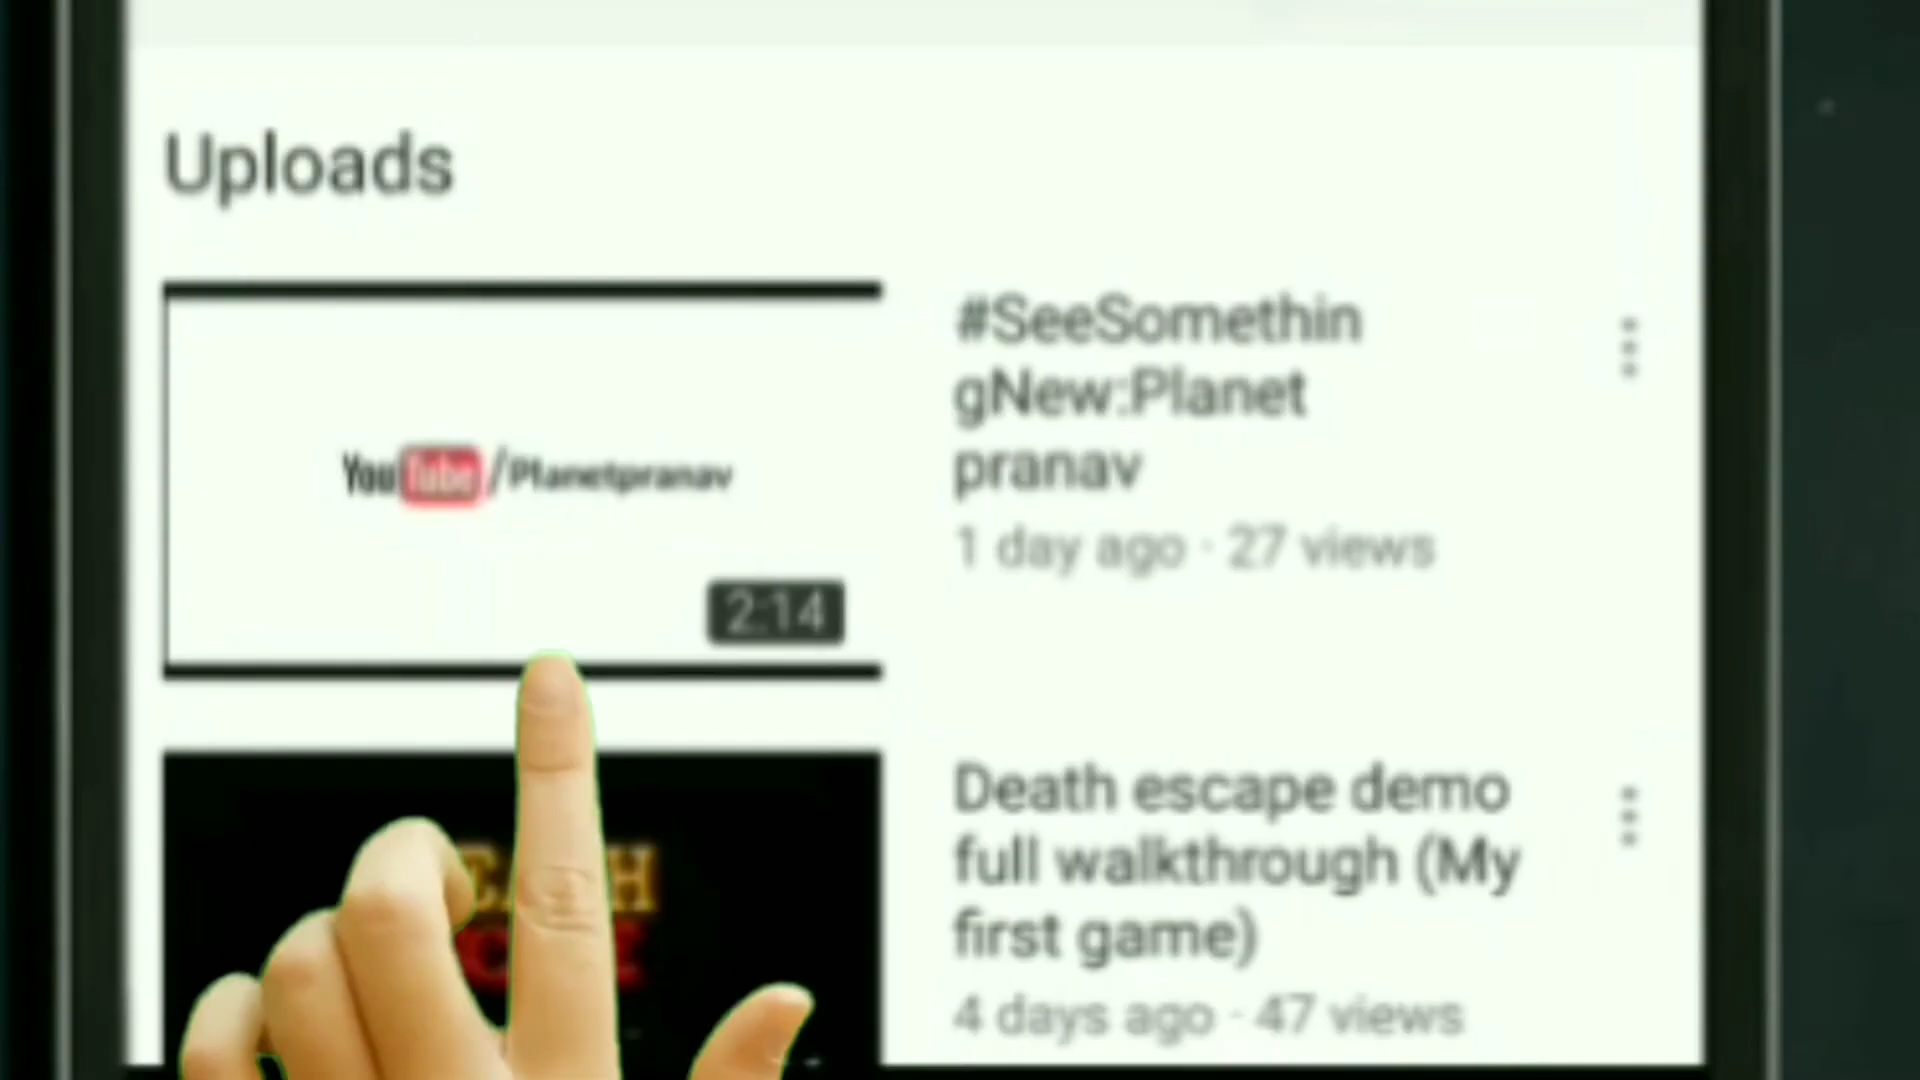 Uploads
#SeeSomethin
gNew:Planet
pranav
1 day ago · 27 views
YouTube/Planetpranav
2:14
Death escape demo
full walkthrough (My
first game)
4 days ago · 47 views